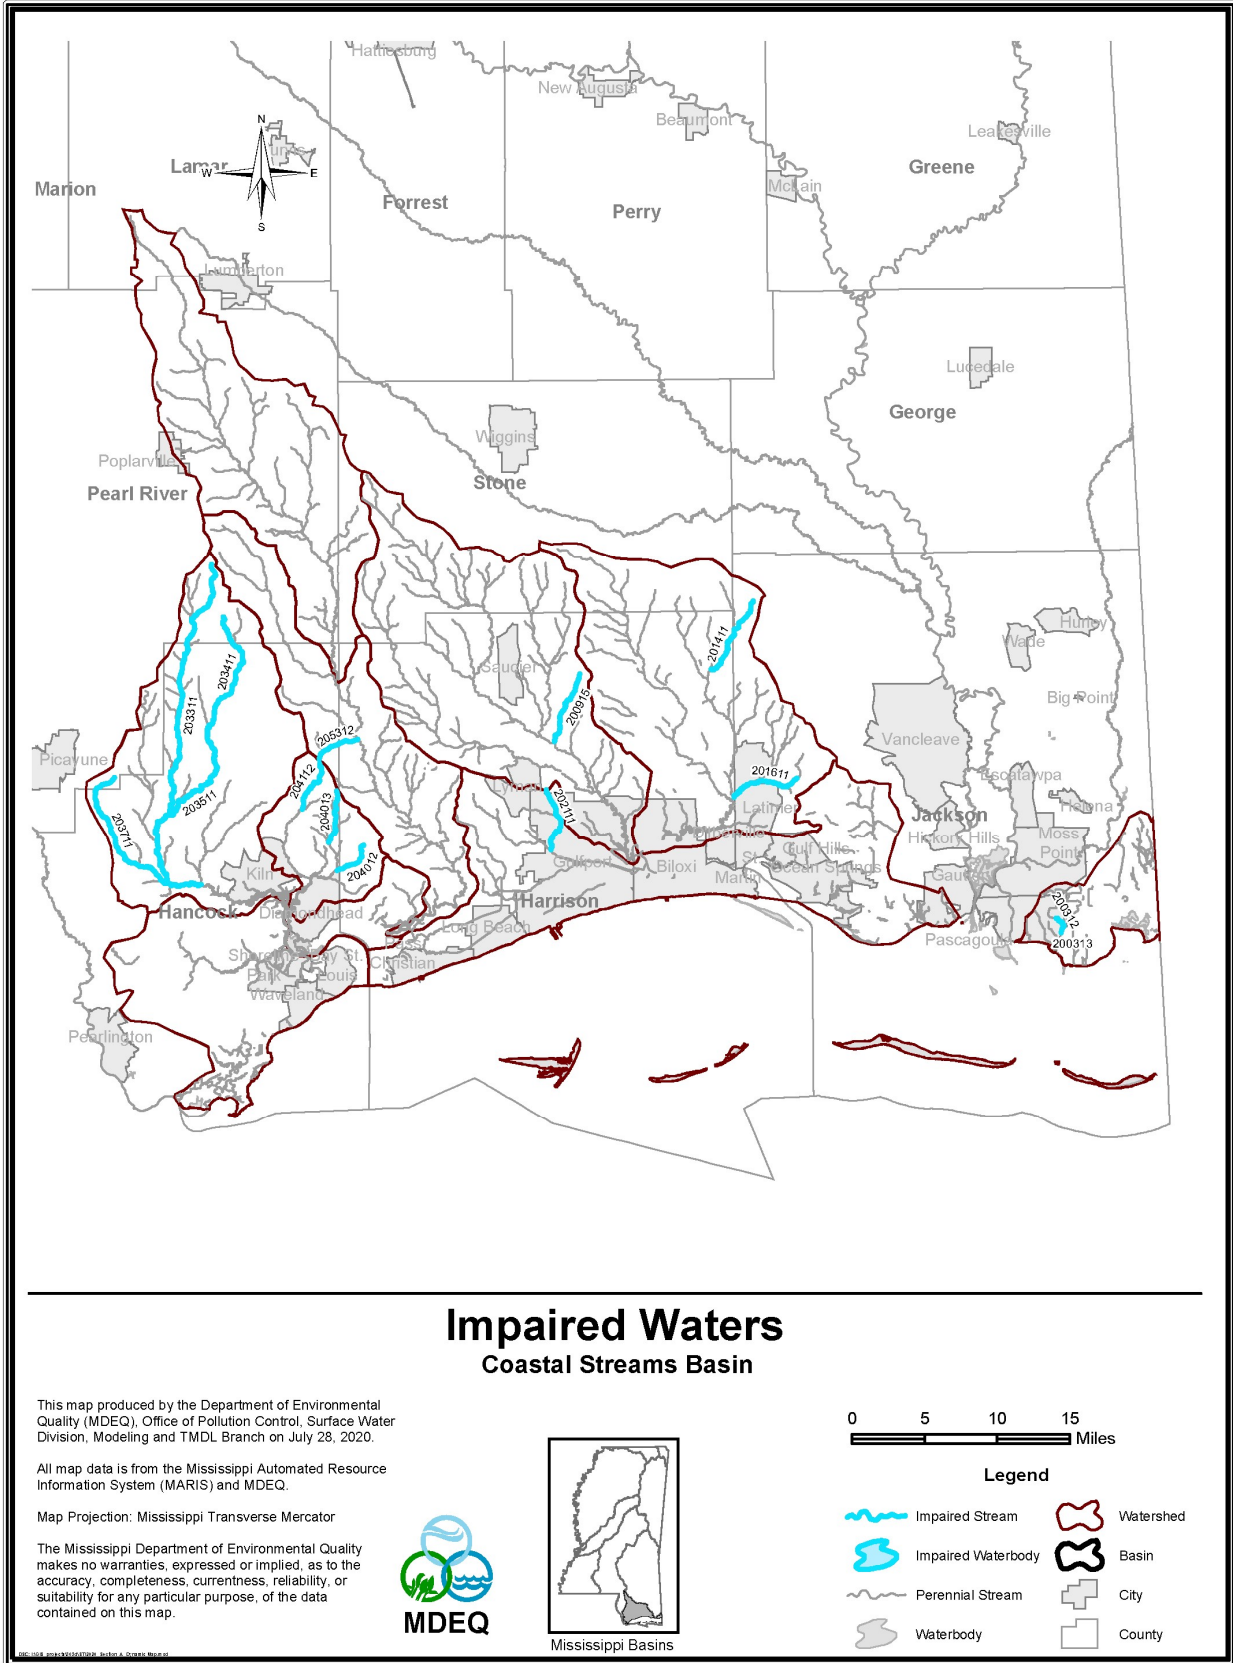 Hattiesburg
New Augusta
Beaumont
Leakesville
N
W
E
S
Lamar
Marion
Forrest
Perry
Greene
McLain
Lumberton
Lucedale
George
Wiggins
Stone
Poplarville
Pearl River
Saucier
Hurley
Wade
Big Point
Vancleave
Picayune
Escatawpa
Helena
Lyman
Latimer
Jackson
Hickory Hills
Moss
Point
Gulf Hills
St.
Martin
Ocean Springs
Gulfport
Biloxi
Gautier
Kiln
Harrison
Hancock
Diamondhead
Long Beach
Pascagoula
Pass
Christian
Bay St.
Louis
Park
Waveland
Pearlington
203311
203411
203511
203711
205312
204112
204013
204012
200915
201411
202111
201611
200312
200313
Impaired Waters
Coastal Streams Basin
This map produced by the Department of Environmental
Quality (MDEQ), Office of Pollution Control, Surface Water
Division, Modeling and TMDL Branch on July 28, 2020.
All map data is from the Mississippi Automated Resource
Information System (MARIS) and MDEQ.
Map Projection: Mississippi Transverse Mercator
The Mississippi Department of Environmental Quality
makes no warranties, expressed or implied, as to the
accuracy, completeness, currentness, reliability, or
suitability for any particular purpose, of the data
contained on this map.
MDEQ
Mississippi Basins
0 5 10 15
Miles
Legend
Impaired Stream
Watershed
Impaired Waterbody
Basin
Perennial Stream
City
Waterbody
County